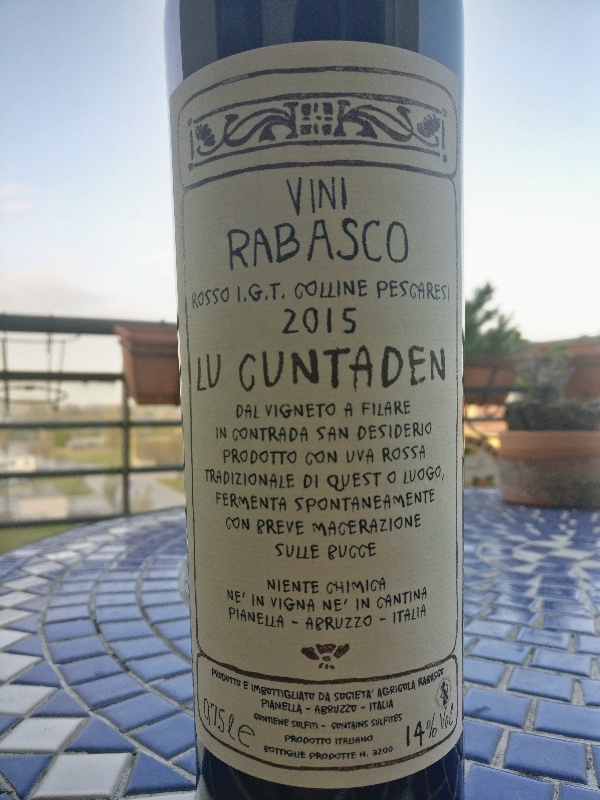 VINI
RABASCO
ROSSO I.G.T. COLLINE PESCARESI
2015
LU CUNTADEN
DAL VIGNETO A FILARE
IN CONTRADA SAN DESIDERIO
PRODOTTO CON UVA ROSSA
TRADIZIONALE DI QUESTO LUOGO,
FERMENTA SPONTANEAMENTE
CON BREVE MACERAZIONE
SULLE BUCCE
NIENTE CHIMICA
NE' IN VIGNA NE' IN CANTINA
PIANELLA - ABRUZZO - ITALIA
PRODOTTO E IMBOTTIGLIATO DA SOCIETA' AGRICOLA RABASCO
PIANELLA - ABRUZZO - ITALIA
CONTIENE SOLFITI - CONTAINS SULFITES
PRODOTTO ITALIANO
BOTTIGLIE PRODOTTE N. 3200
0,75 L e
14% Vol